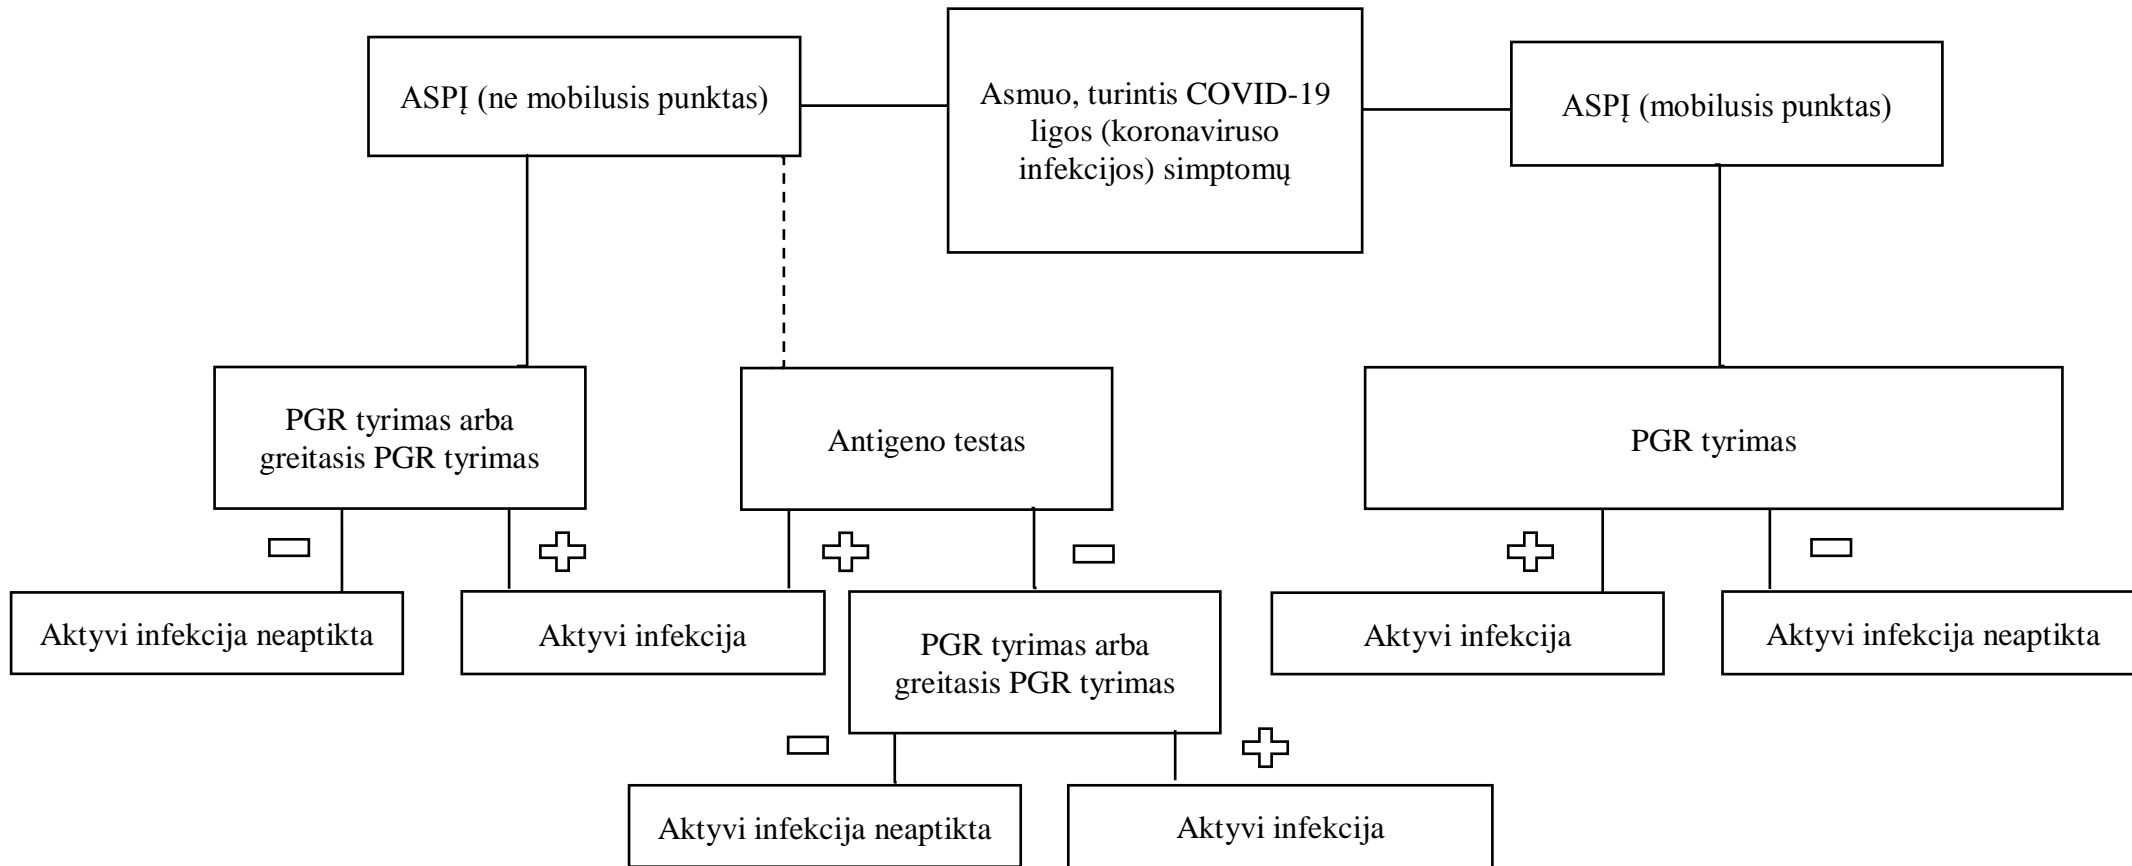 ASPĮ (ne mobilusis punktas)
Asmuo, turintis COVID-19
ligos (koronaviruso
infekcijos) simptomų
ASPĮ (mobilusis punktas)
PGR tyrimas arba
greitasis PGR tyrimas
Antigeno testas
PGR tyrimas
Aktyvi infekcija neaptikta
Aktyvi infekcija
PGR tyrimas arba
greitasis PGR tyrimas
Aktyvi infekcija
Aktyvi infekcija neaptikta
Aktyvi infekcija neaptikta
Aktyvi infekcija